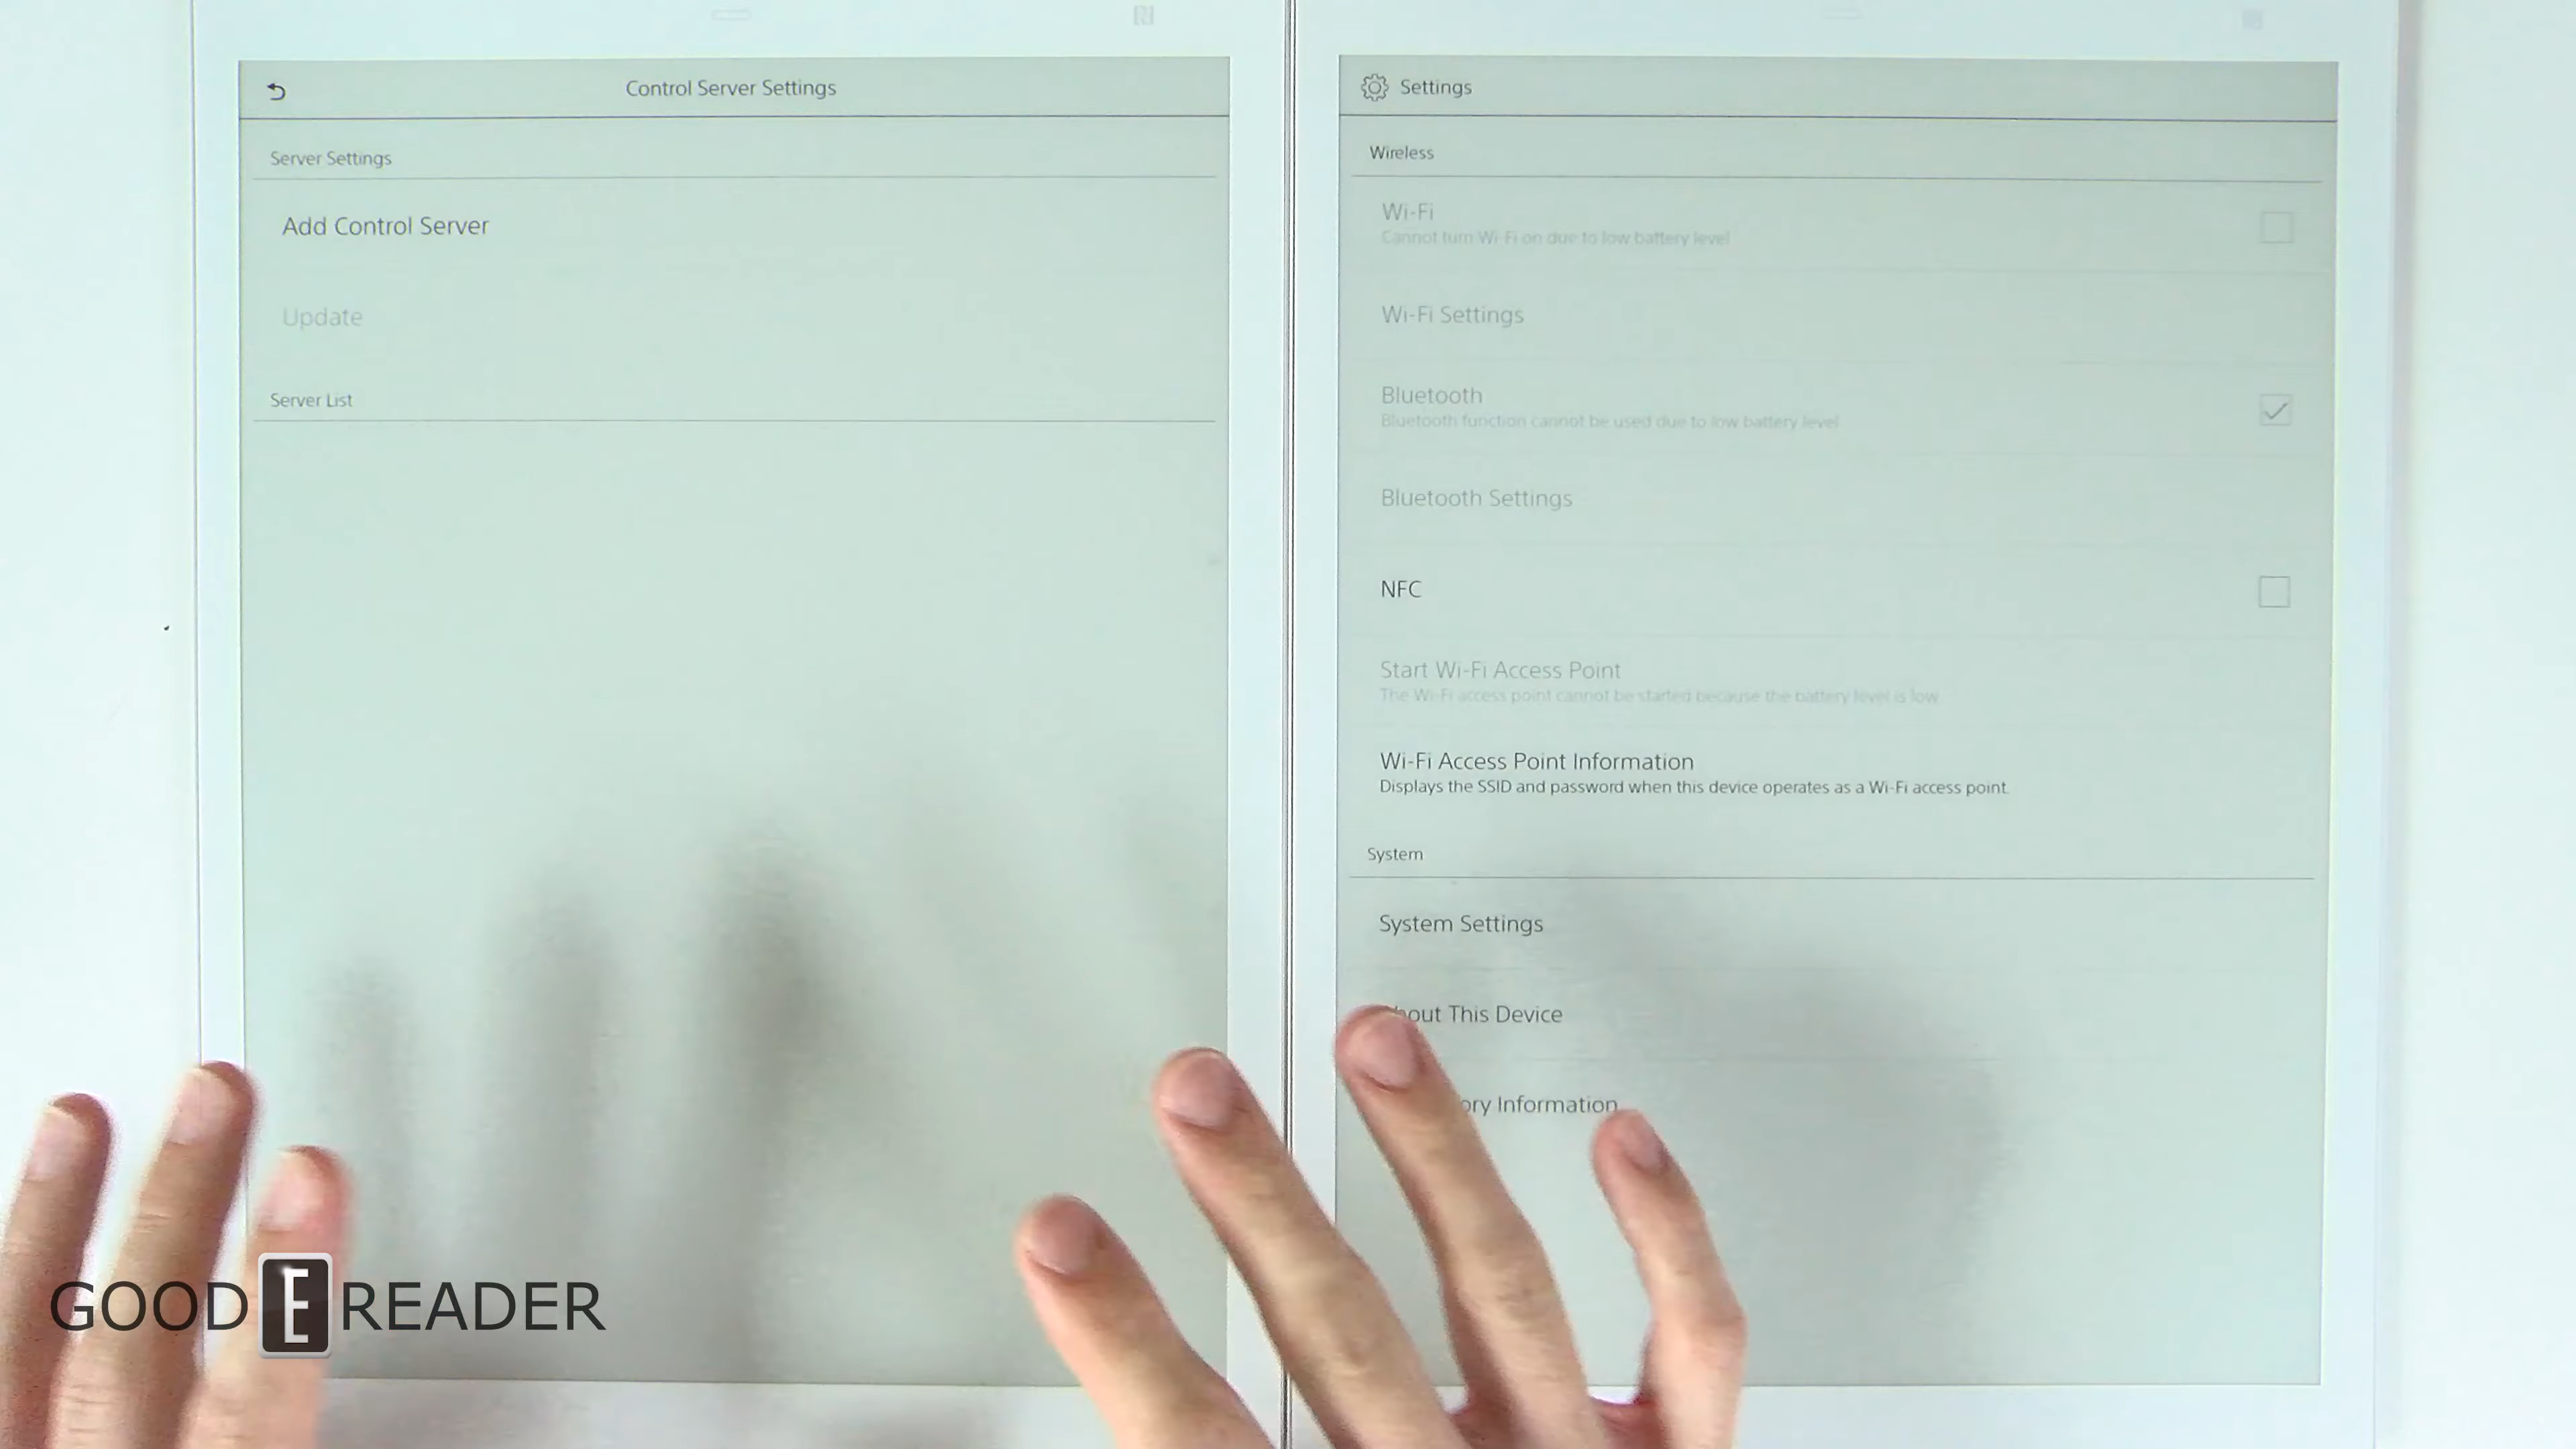 Control Server Settings
Server Settings
Add Control Server
Update
Server List
Settings
Wireless
Wi-Fi
Cannot turn Wi-Fi on due to low battery level
Wi-Fi Settings
Bluetooth
Bluetooth function cannot be used due to low battery level
Bluetooth Settings
NFC
Start Wi-Fi Access Point
The Wi-Fi access point cannot be started because the battery level is low
Wi-Fi Access Point Information
Displays the SSID and password when this device operates as a Wi-Fi access point.
System
System Settings
This Device
Information
GOOD E READER